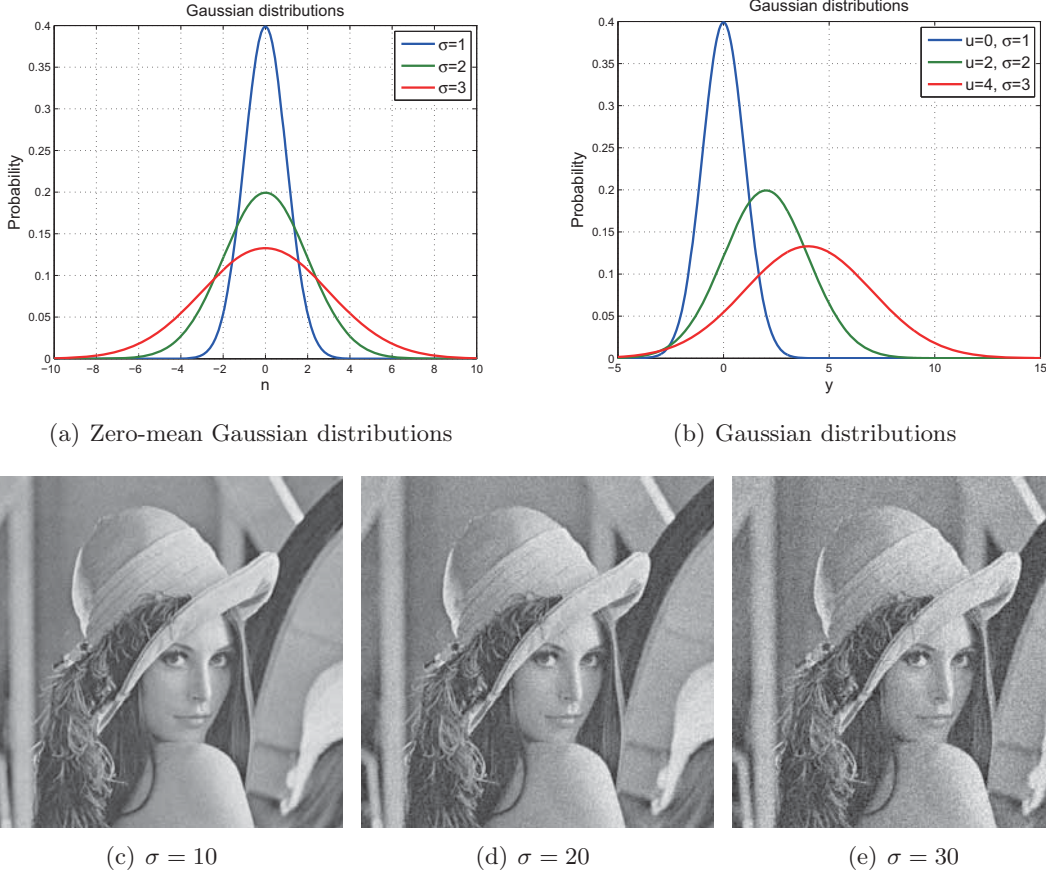 Gaussian distributions
0.4
0.35
0.3
0.25
0.2
0.15
0.1
0.05
0
Probability
−10 −8 −6 −4 −2 0 2 4 6 8 10
n
σ=1
σ=2
σ=3
(a) Zero-mean Gaussian distributions
Gaussian distributions
0.4
0.35
0.3
0.25
0.2
0.15
0.1
0.05
0
Probability
−5 0 5 10 15
y
u=0, σ=1
u=2, σ=2
u=4, σ=3
(b) Gaussian distributions
(c) σ = 10
(d) σ = 20
(e) σ = 30